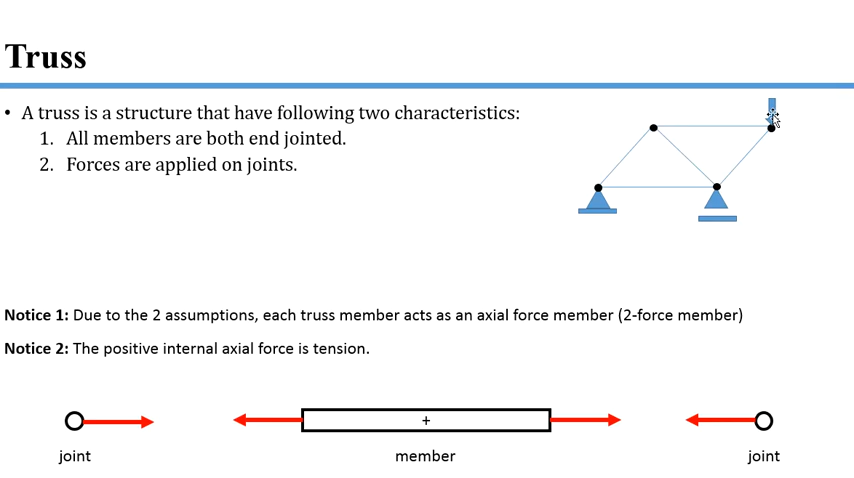 Truss
• A truss is a structure that have following two characteristics:
1. All members are both end jointed.
2. Forces are applied on joints.
Notice 1: Due to the 2 assumptions, each truss member acts as an axial force member (2-force member)
Notice 2: The positive internal axial force is tension.
+
joint member joint